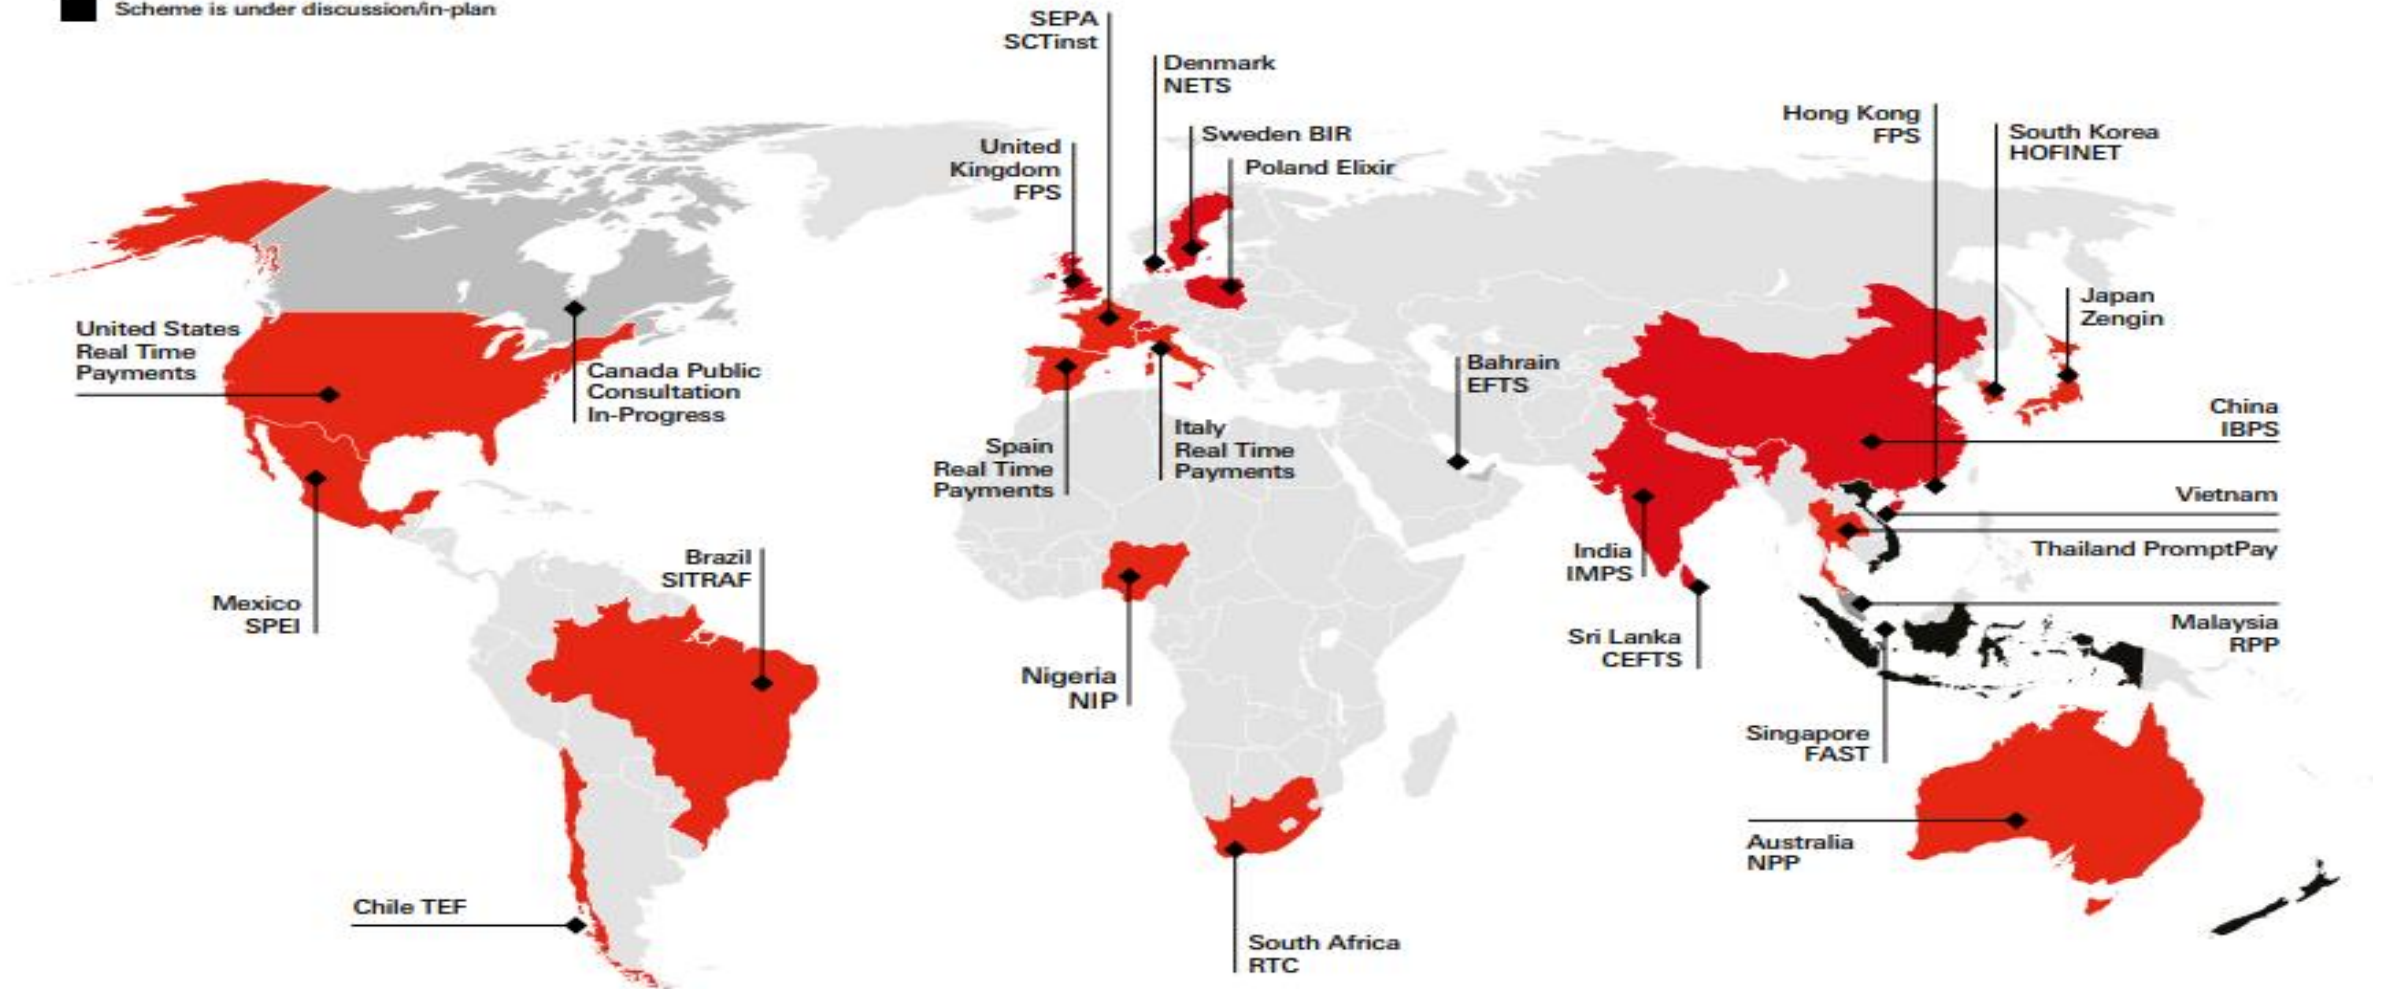 Scheme is under discussion/in-plan
SEPA
SCTinst
Denmark
NETS
Sweden BIR
Poland Elixir
United
Kingdom
FPS
Hong Kong
FPS
South Korea
HOFINET
Japan
Zengin
United States
Real Time
Payments
Canada Public
Consultation
In-Progress
Bahrain
EFTS
China
IBPS
Spain
Real Time
Payments
Italy
Real Time
Payments
Vietnam
Thailand PromptPay
India
IMPS
Brazil
SITRAF
Mexico
SPEI
Malaysia
RPP
Sri Lanka
CEFTS
Nigeria
NIP
Singapore
FAST
Australia
NPP
Chile TEF
South Africa
RTC